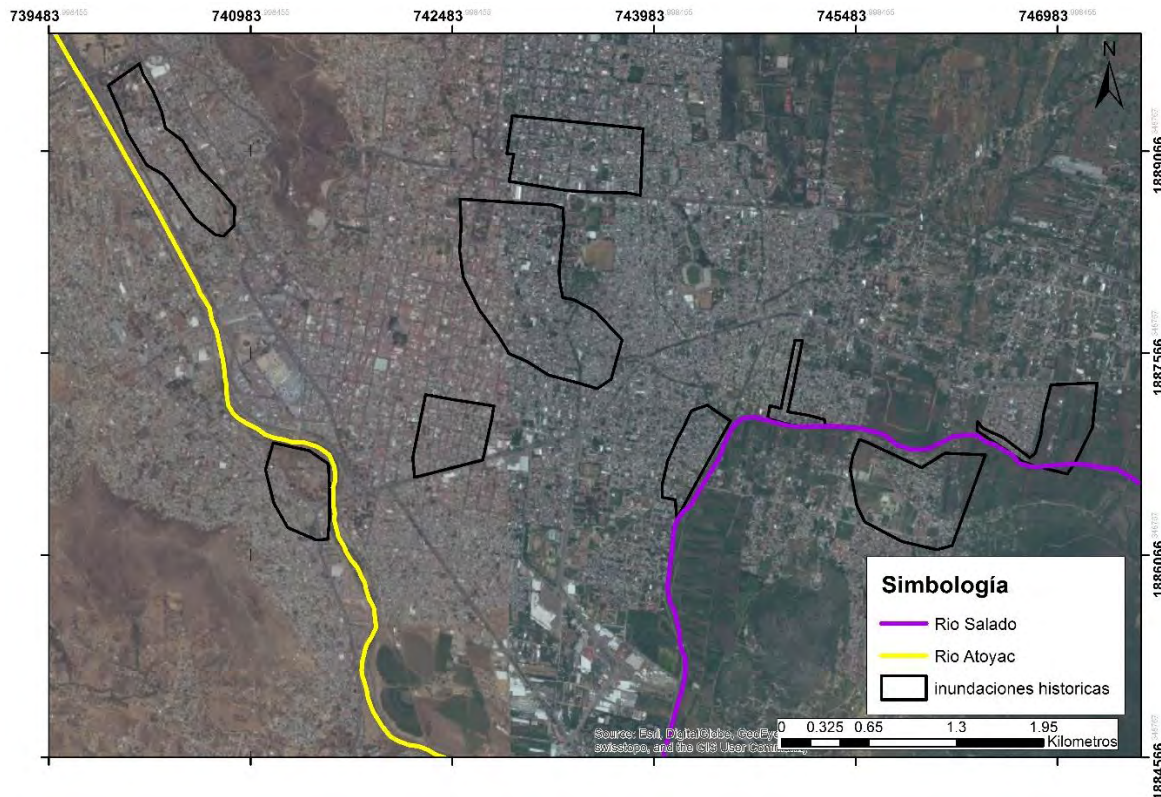 739483
740983
742483
743983
745483
746983
N
1889066
1887566
1886066
1884566
Simbología
Rio Salado
Rio Atoyac
inundaciones historicas
0 0.325 0.65 1.3 1.95
Kilometros
Source: Esri, DigitalGlobe, GeoEye
swisstopo, and the GIS User